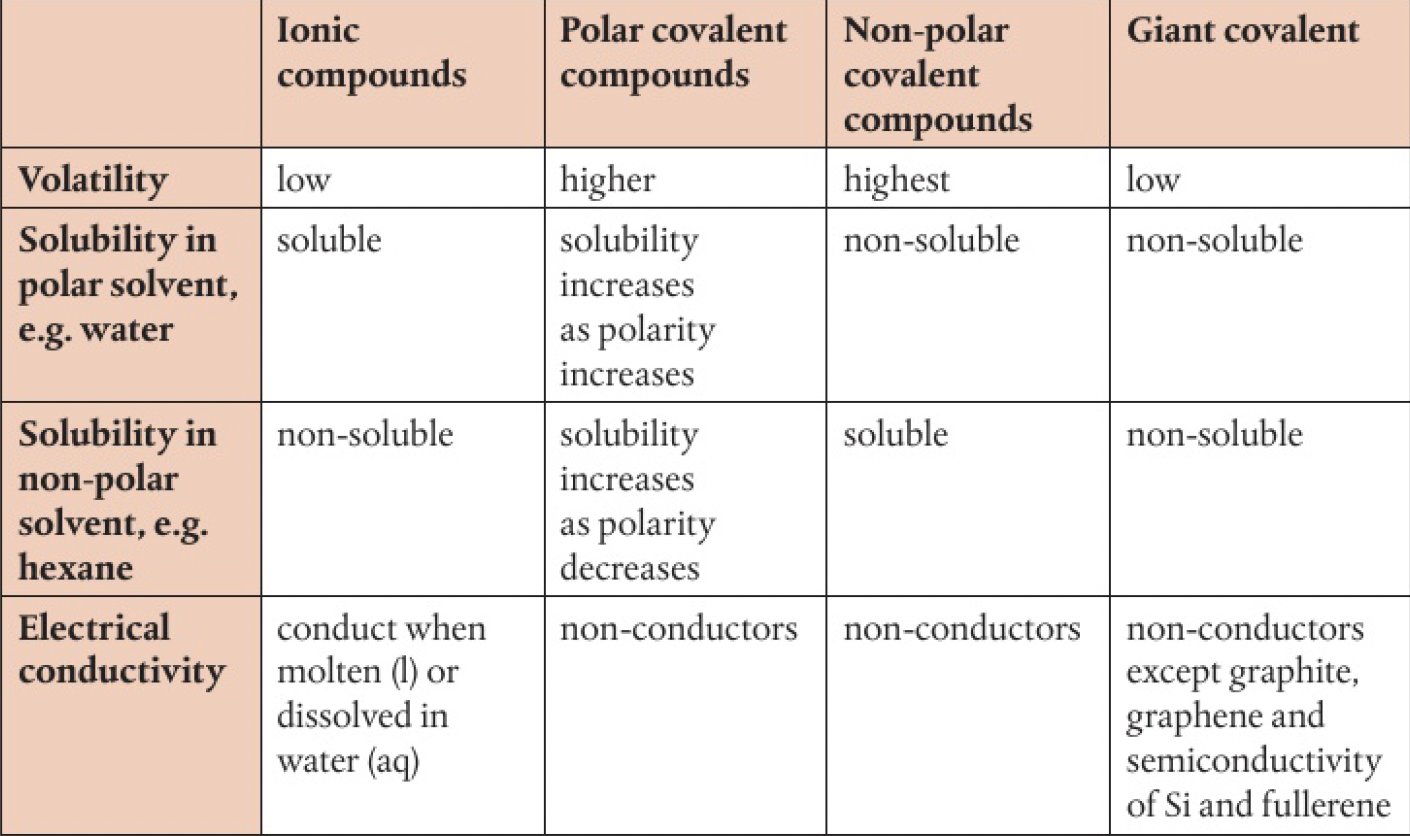 Ionic
compounds
Polar covalent
compounds
Non-polar
covalent
compounds
Giant covalent
Volatility
low
higher
highest
low
Solubility in
polar solvent,
e.g. water
soluble
solubility
increases
as polarity
increases
non-soluble
non-soluble
Solubility in
non-polar
solvent, e.g.
hexane
non-soluble
solubility
increases
as polarity
decreases
soluble
non-soluble
Electrical
conductivity
conduct when
molten (l) or
dissolved in
water (aq)
non-conductors
non-conductors
non-conductors
except graphite,
graphene and
semiconductivity
of Si and fullerene